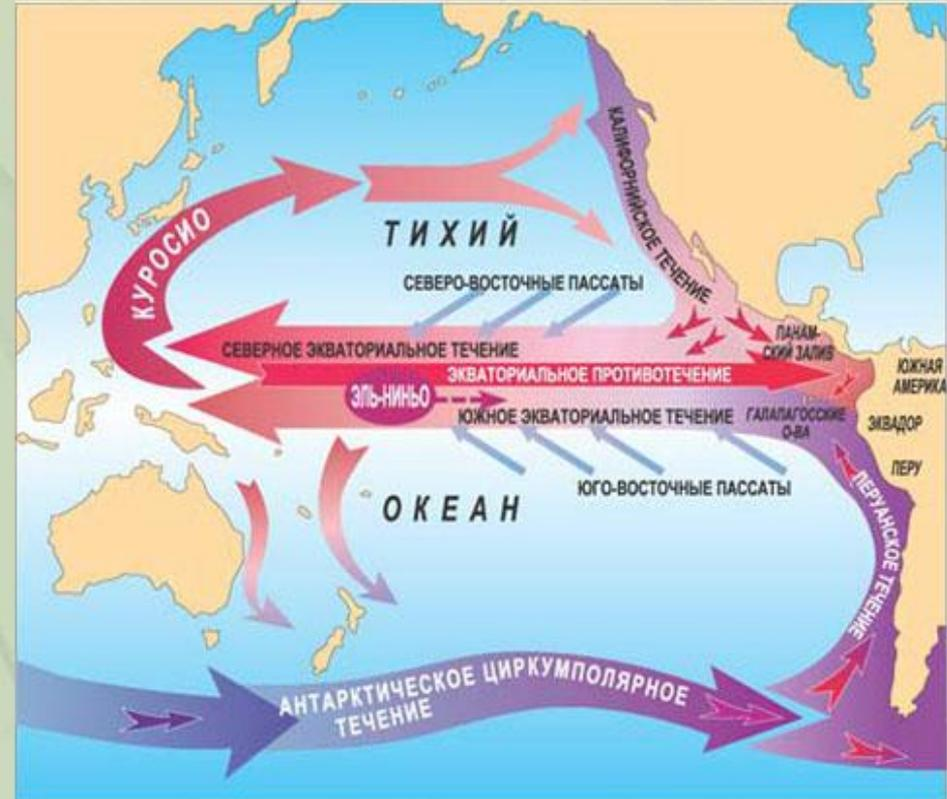 КУРОСИО
ТИХИЙ
КАЛИФОРНИЙСКОЕ ТЕЧЕНИЕ
СЕВЕРО-ВОСТОЧНЫЕ ПАССАТЫ
СЕВЕРНОЕ ЭКВАТОРИАЛЬНОЕ ТЕЧЕНИЕ
ПАНАМ-
СКИЙ ЗАЛИВ
ЭКВАТОРИАЛЬНОЕ ПРОТИВОТЕЧЕНИЕ
ЮЖНАЯ
АМЕРИКА
ЭЛЬ-НИНЬО
ЮЖНОЕ ЭКВАТОРИАЛЬНОЕ ТЕЧЕНИЕ
ГАЛАПАГОССКИЕ
О-ВА
ЭКВАДОР
ПЕРУ
ЮГО-ВОСТОЧНЫЕ ПАССАТЫ
ОКЕАН
ПЕРУАНСКОЕ ТЕЧЕНИЕ
АНТАРКТИЧЕСКОЕ ЦИРКУМПОЛЯРНОЕ
ТЕЧЕНИЕ